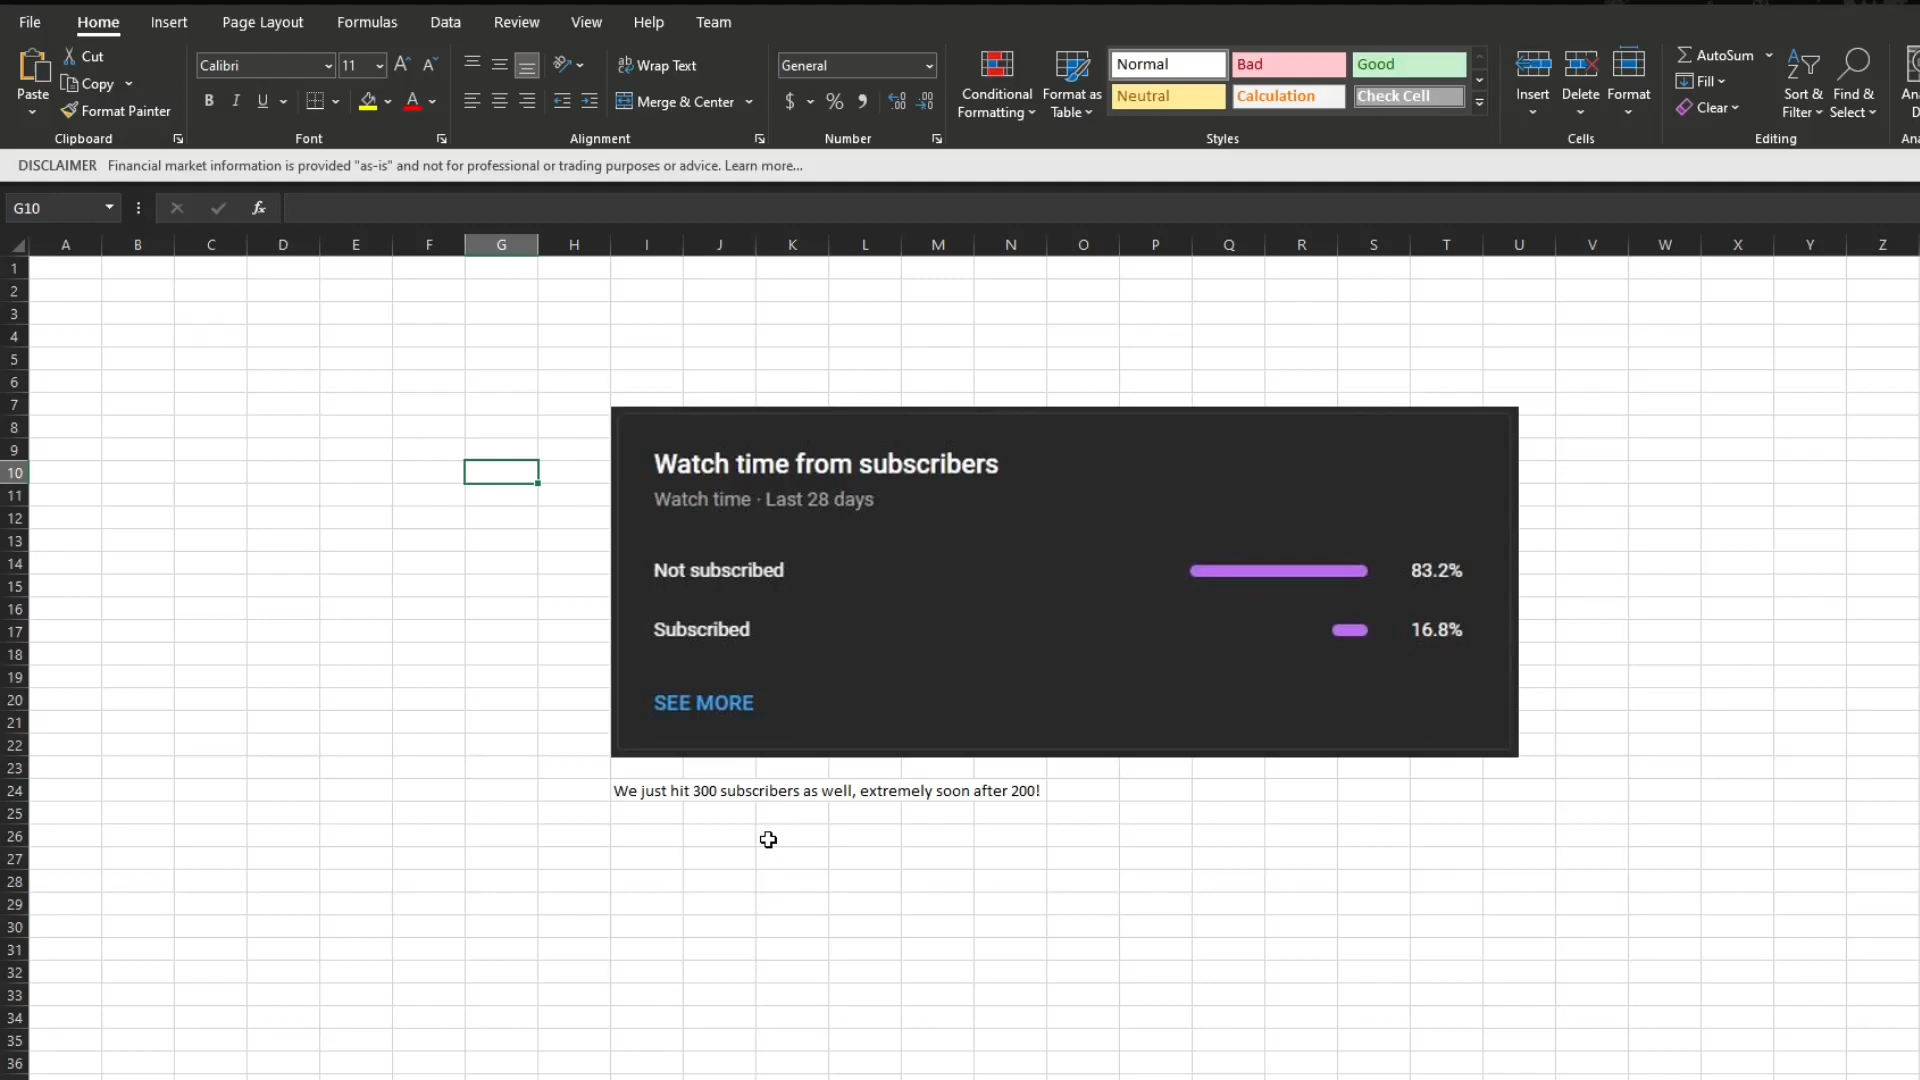 File Home Insert Page Layout Formulas Data Review View Help Team
Paste Cut Copy Format Painter
Calibri 11 Wrap Text General Normal Bad Good AutoSum
B I U Merge & Center $ % Conditional Formatting Format as Table Neutral Calculation Check Cell Insert Delete Format Fill Clear Sort & Filter Find & Select
Clipboard Font Alignment Number Styles Cells Editing
DISCLAIMER Financial market information is provided "as-is" and not for professional or trading purposes or advice. Learn more...
G10 fx
A B C D E F G H I J K L M N O P Q R S T U V W X Y Z
1
2
3
4
5
6
7
8
9
10
11
12
13
14
15
16
17
18
19
20
21
22
23
24
25
26
27
28
29
30
31
32
33
34
35
36
Watch time from subscribers
Watch time · Last 28 days
Not subscribed 83.2%
Subscribed 16.8%
SEE MORE
We just hit 300 subscribers as well, extremely soon after 200!